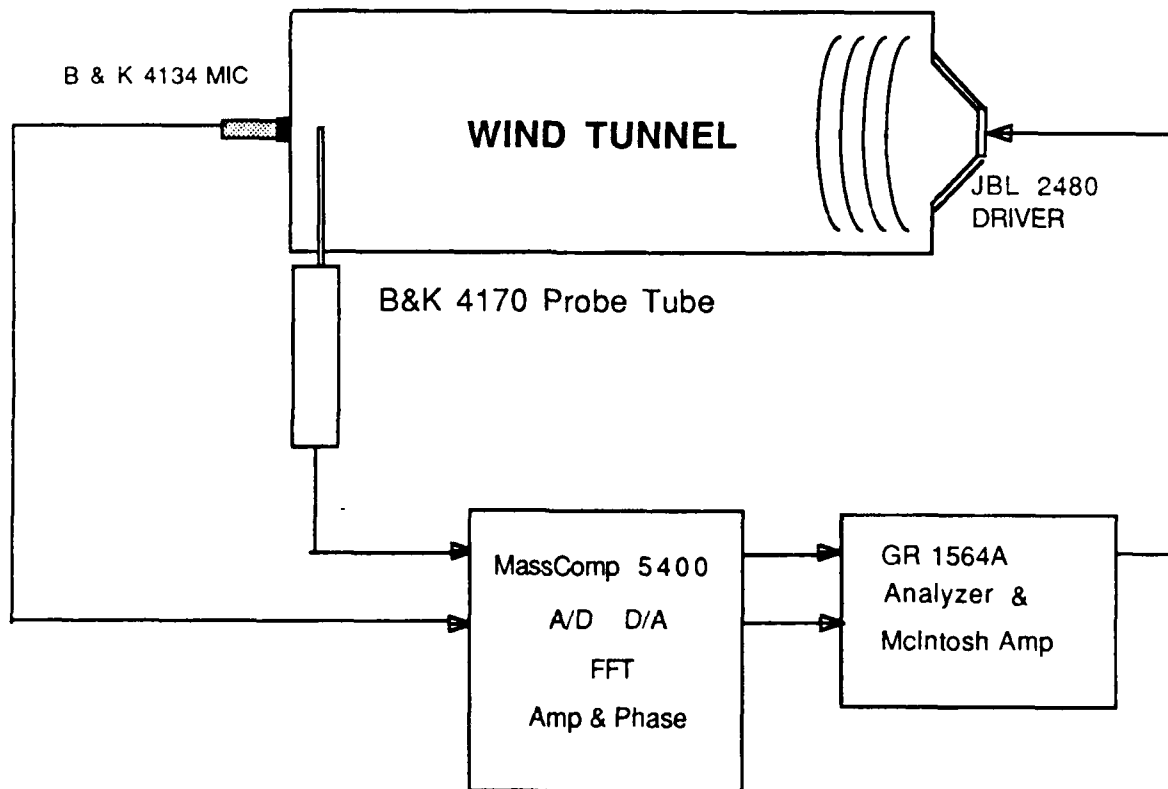 B & K 4134 MIC
WIND TUNNEL
JBL 2480
DRIVER
B&K 4170 Probe Tube
MassComp 5400
A/D D/A
FFT
Amp & Phase
GR 1564A
Analyzer &
McIntosh Amp